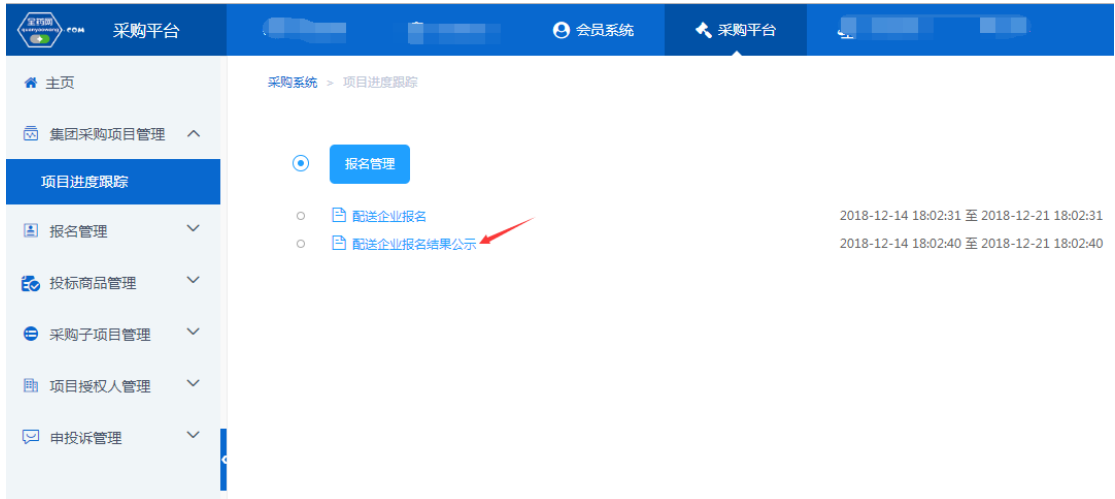 全药网
quanyaowang
.COM
采购平台
会员系统
采购平台
主页
集团采购项目管理
项目进度跟踪
报名管理
投标商品管理
采购子项目管理
项目授权人管理
申投诉管理
采购系统 > 项目进度跟踪
报名管理
配送企业报名 2018-12-14 18:02:31 至 2018-12-21 18:02:31
配送企业报名结果公示 2018-12-14 18:02:40 至 2018-12-21 18:02:40